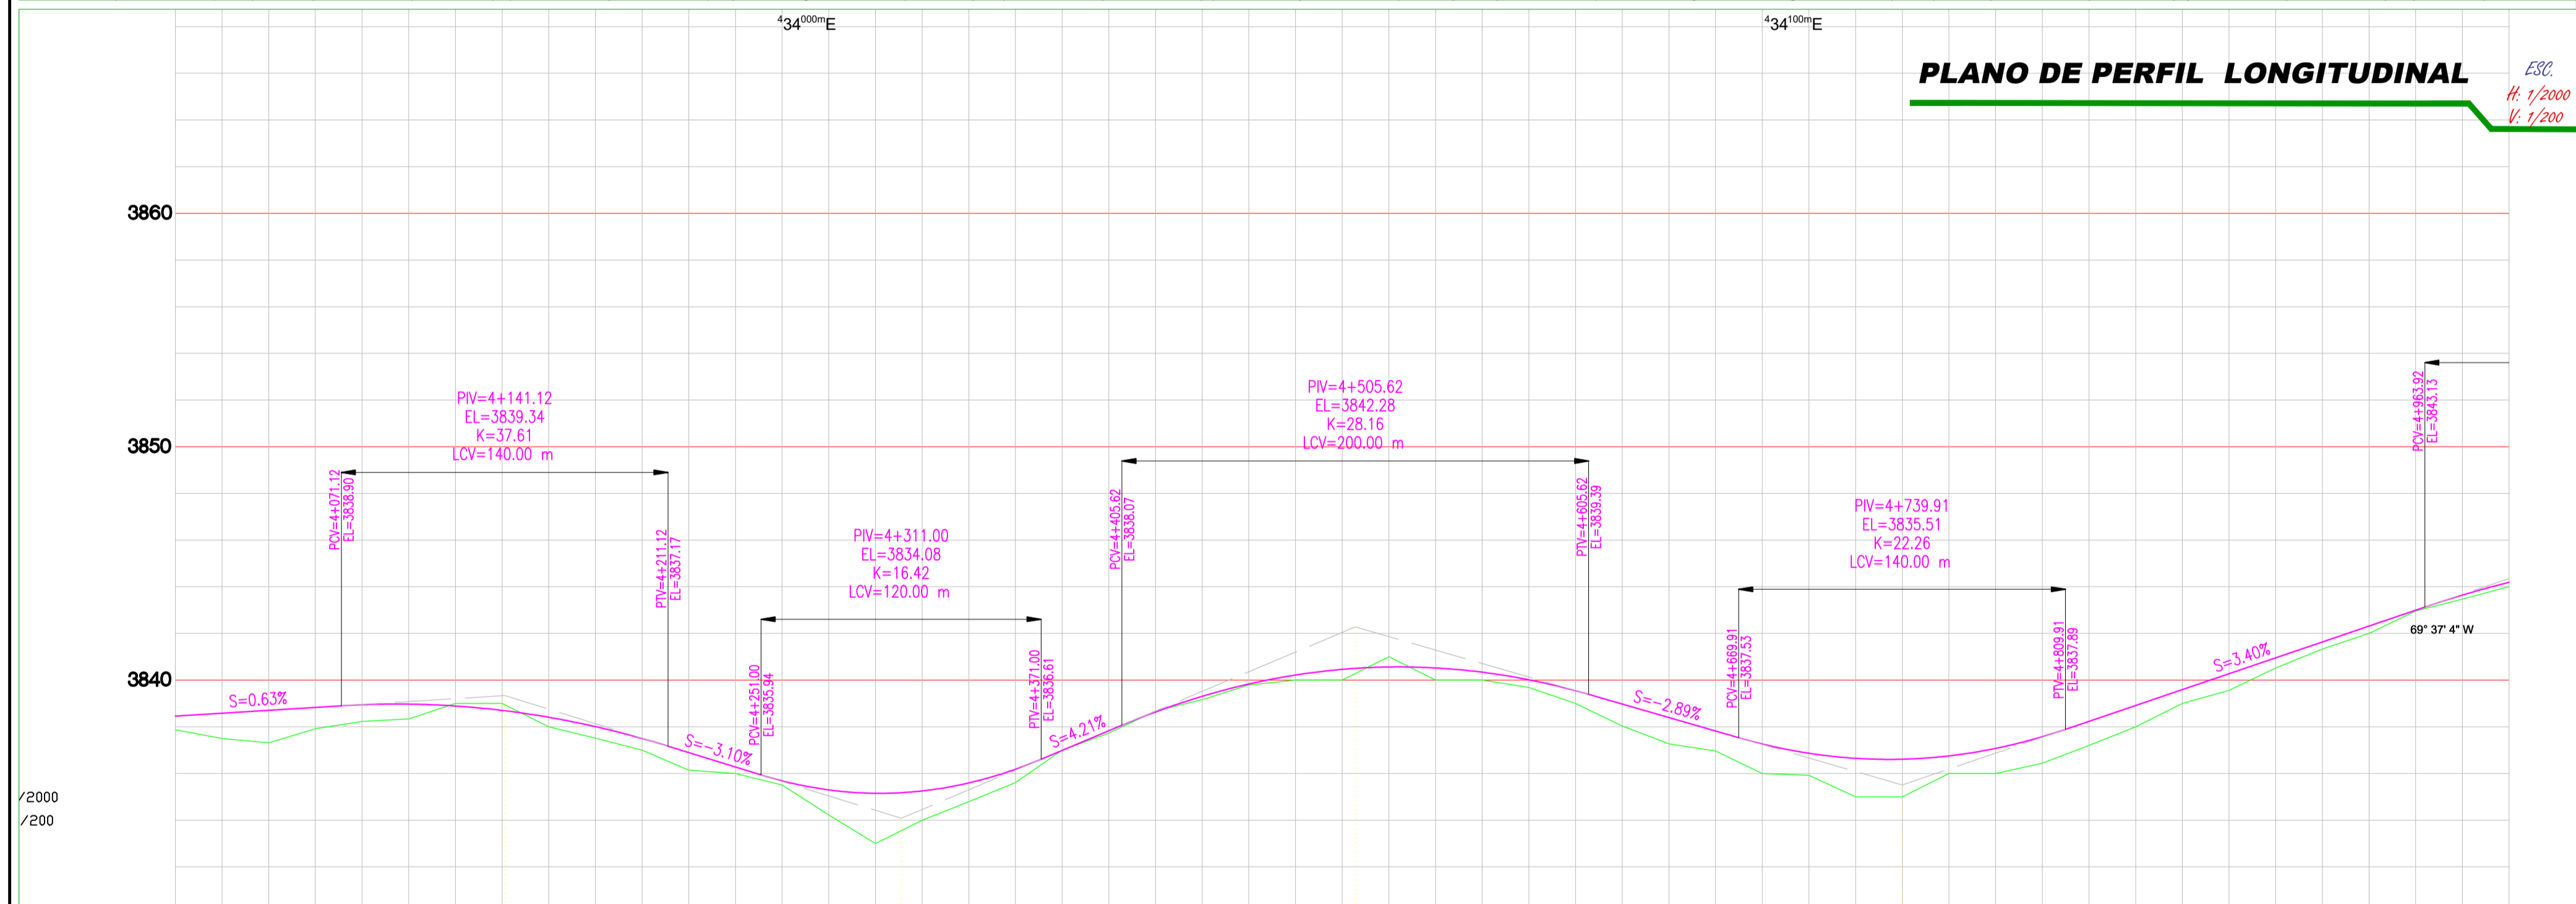 434000mE
434100mE
PLANO DE PERFIL LONGITUDINAL
ESC.
H: 1/2000
V: 1/200
3860
3850
3840
S=0.63%
PCV=4+071.12
EL=3838.90
PIV=4+141.12
EL=3839.34
K=37.61
LCV=140.00 m
PTV=4+211.12
EL=3837.17
S=-3.10%
PCV=4+251.00
EL=3835.94
PIV=4+311.00
EL=3834.08
K=16.42
LCV=120.00 m
PTV=4+371.00
EL=3836.61
S=4.21%
PCV=4+405.62
EL=3838.07
PIV=4+505.62
EL=3842.28
K=28.16
LCV=200.00 m
PTV=4+605.62
EL=3839.39
S=-2.89%
PCV=4+669.91
EL=3837.53
PIV=4+739.91
EL=3835.51
K=22.26
LCV=140.00 m
PTV=4+809.91
EL=3837.89
S=3.40%
PCV=4+963.92
EL=3843.13
69° 37' 4" W
/2000
/200